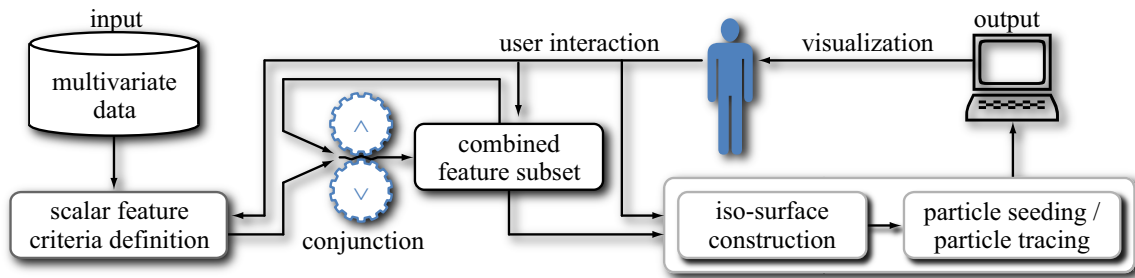 input
multivariate
data
scalar feature
criteria definition
∧
∨
conjunction
user interaction
combined
feature subset
visualization
output
iso-surface
construction
particle seeding /
particle tracing